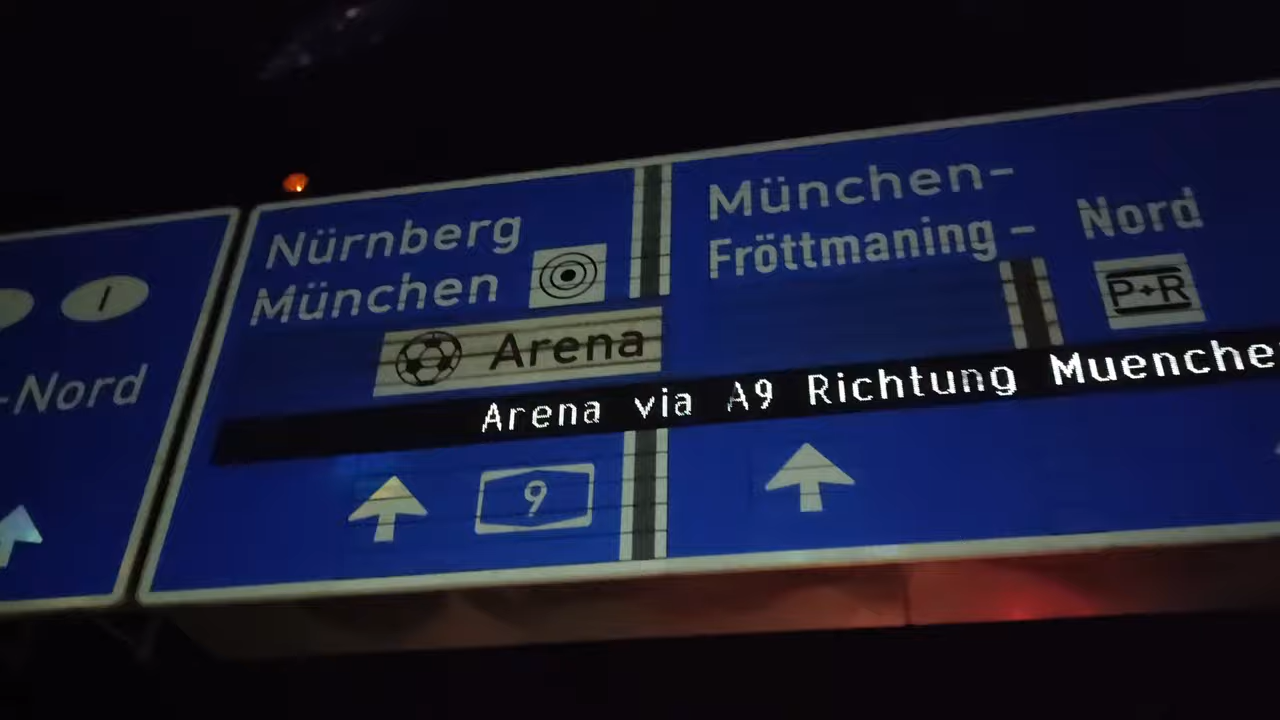 -Nord
Nürnberg
München
Arena
9
München-
Fröttmaning - Nord
P+R
Arena via A9 Richtung Muenche